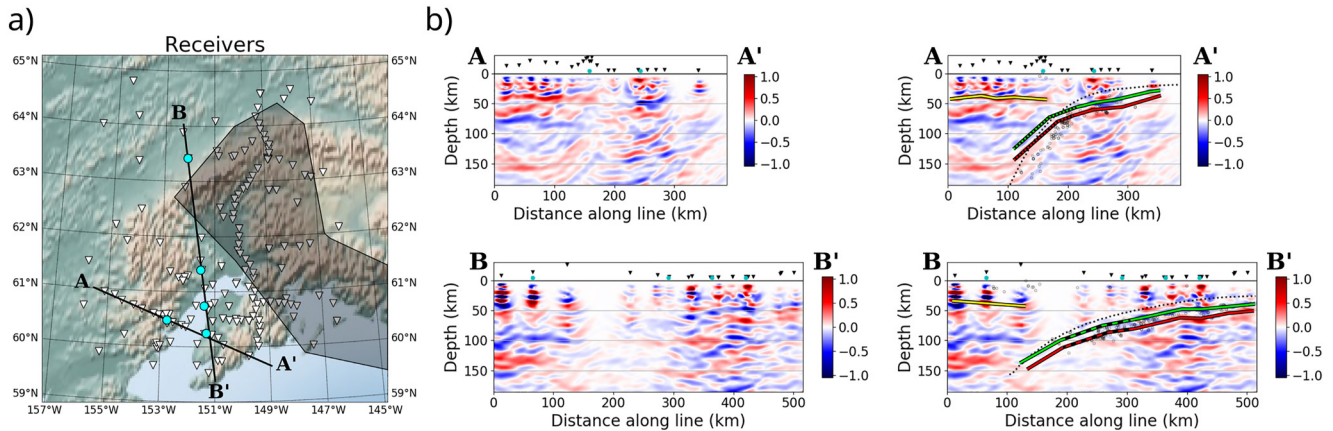 a)
Receivers
65°N
65°N
64°N
64°N
63°N
63°N
62°N
62°N
61°N
61°N
60°N
60°N
59°N
59°N
157°W
155°W
153°W
151°W
149°W
147°W
145°W
B
A
A'
B'
b)
A
A'
0
50
100
150
Depth (km)
0
100
200
300
Distance along line (km)
1.0
0.5
0.0
−0.5
−1.0
A
A'
0
50
100
150
Depth (km)
0
100
200
300
Distance along line (km)
1.0
0.5
0.0
−0.5
−1.0
B
B'
0
50
100
150
Depth (km)
0
100
200
300
400
500
Distance along line (km)
1.0
0.5
0.0
−0.5
−1.0
B
B'
0
50
100
150
Depth (km)
0
100
200
300
400
500
Distance along line (km)
1.0
0.5
0.0
−0.5
−1.0